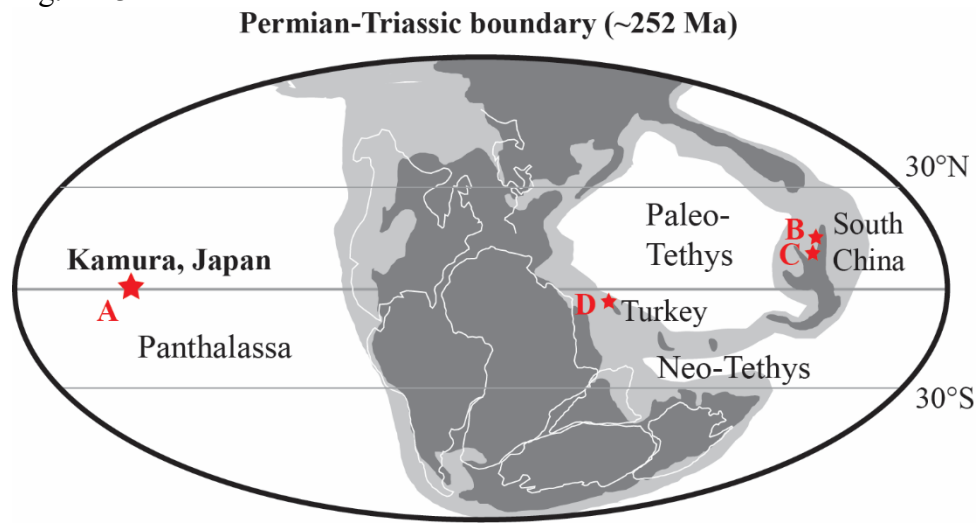 Permian-Triassic boundary (~252 Ma)
30°N
Paleo-
Tethys
B
South
C
China
Kamura, Japan
A
D
Turkey
Panthalassa
Neo-Tethys
30°S